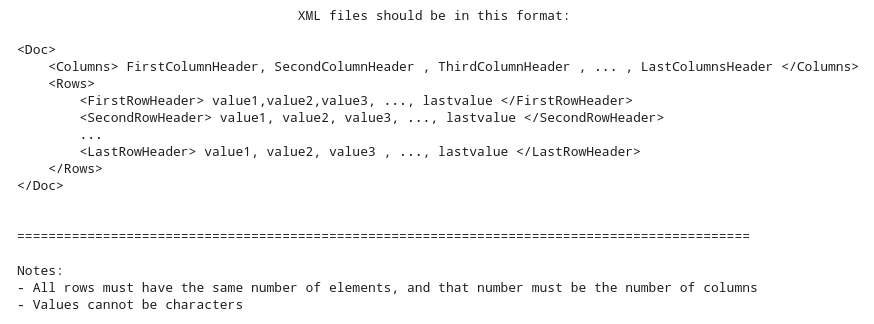 XML files should be in this format:
<Doc>
<Columns> FirstColumnHeader, SecondColumnHeader , ThirdColumnHeader , ... , LastColumnsHeader </Columns>
<Rows>
<FirstRowHeader> value1,value2,value3, ..., lastvalue </FirstRowHeader>
<SecondRowHeader> value1, value2, value3, ..., lastvalue </SecondRowHeader>
...
<LastRowHeader> value1, value2, value3 , ..., lastvalue </LastRowHeader>
</Rows>
</Doc>
==============================================================================================
Notes:
- All rows must have the same number of elements, and that number must be the number of columns
- Values cannot be characters